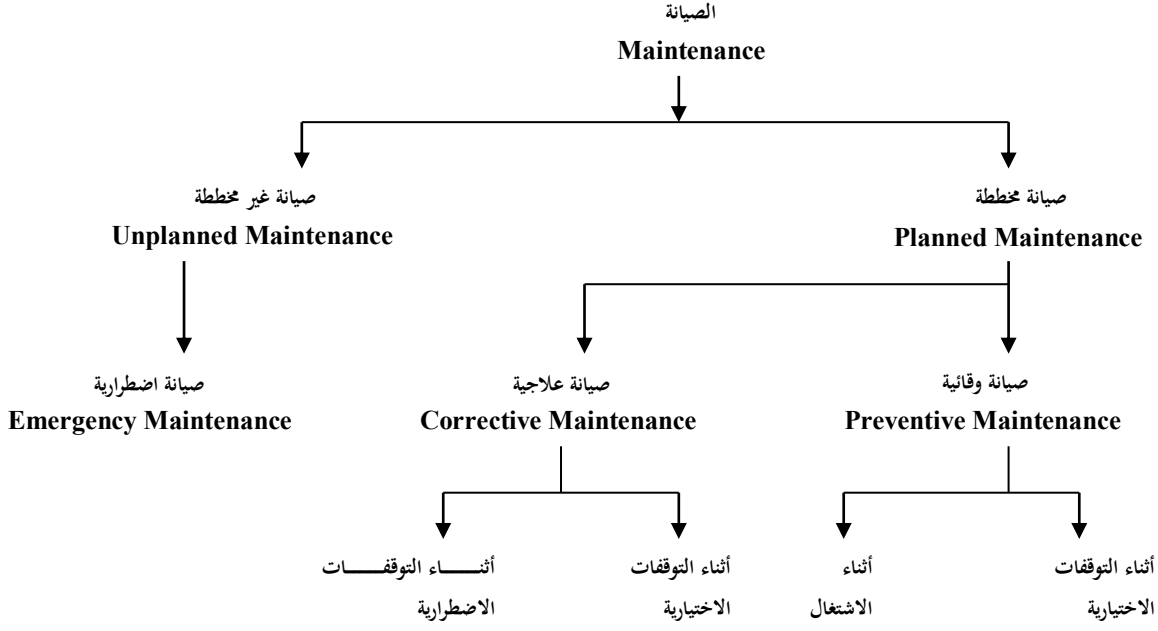 الصيانة
Maintenance
صيانة مخططة
Planned Maintenance
صيانة غير مخططة
Unplanned Maintenance
صيانة وقائية
Preventive Maintenance
صيانة علاجية
Corrective Maintenance
صيانة اضطرارية
Emergency Maintenance
أثناء التوقفات
الاختيارية
أثناء
الاشتغال
أثناء التوقفات
الاختيارية
أثنـــــاء التوقفــــــات
الاضطرارية